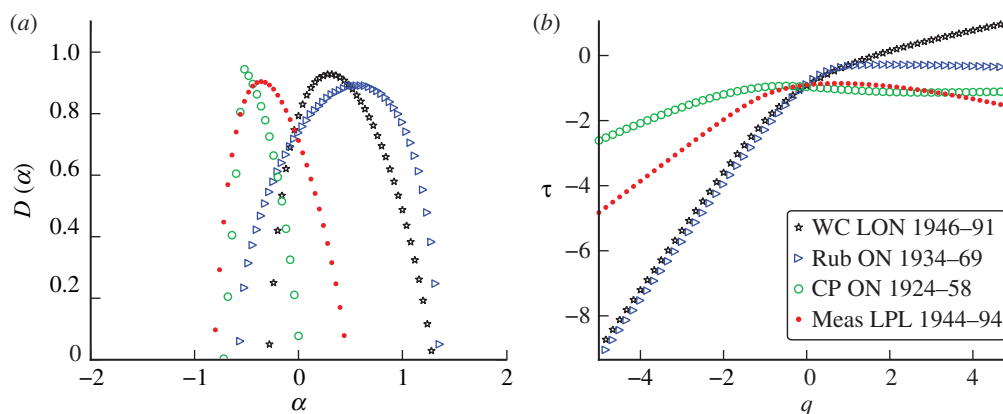 (a)
1.0
0.8
0.6
0.4
0.2
0
D (α)
−2
−1
0
1
2
α
(b)
0
−2
−4
−6
−8
τ
WC LON 1946–91
Rub ON 1934–69
CP ON 1924–58
Meas LPL 1944–94
−4
−2
0
2
4
q